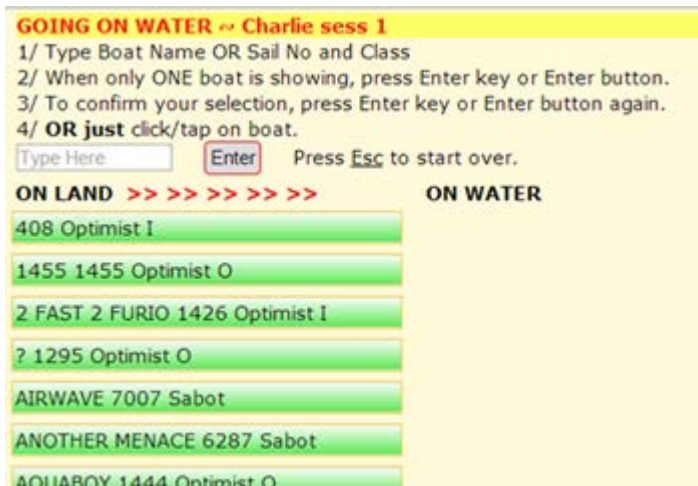 GOING ON WATER ~ Charlie sess 1
1/ Type Boat Name OR Sail No and Class
2/ When only ONE boat is showing, press Enter key or Enter button.
3/ To confirm your selection, press Enter key or Enter button again.
4/ OR just click/tap on boat.
Type Here Enter Press Esc to start over.
ON LAND >> >> >> >> >> ON WATER
408 Optimist I
1455 1455 Optimist O
2 FAST 2 FURIO 1426 Optimist I
? 1295 Optimist O
AIRWAVE 7007 Sabot
ANOTHER MENACE 6287 Sabot
AQUABOY 1444 Optimist O